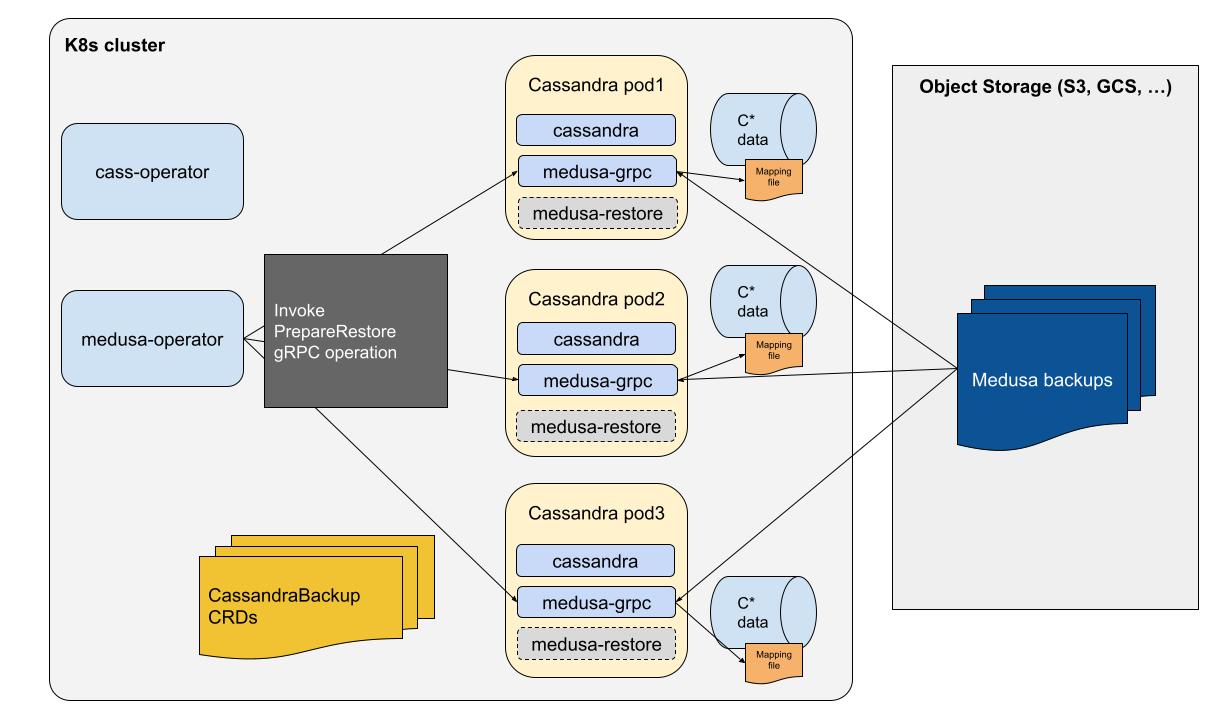 K8s cluster
cass-operator
medusa-operator
Invoke
PrepareRestore
gRPC operation
CassandraBackup
CRDs
Cassandra pod1
cassandra
medusa-grpc
medusa-restore
C*
data
Mapping
file
Cassandra pod2
cassandra
medusa-grpc
medusa-restore
C*
data
Mapping
file
Cassandra pod3
cassandra
medusa-grpc
medusa-restore
C*
data
Mapping
file
Object Storage (S3, GCS, …)
Medusa backups